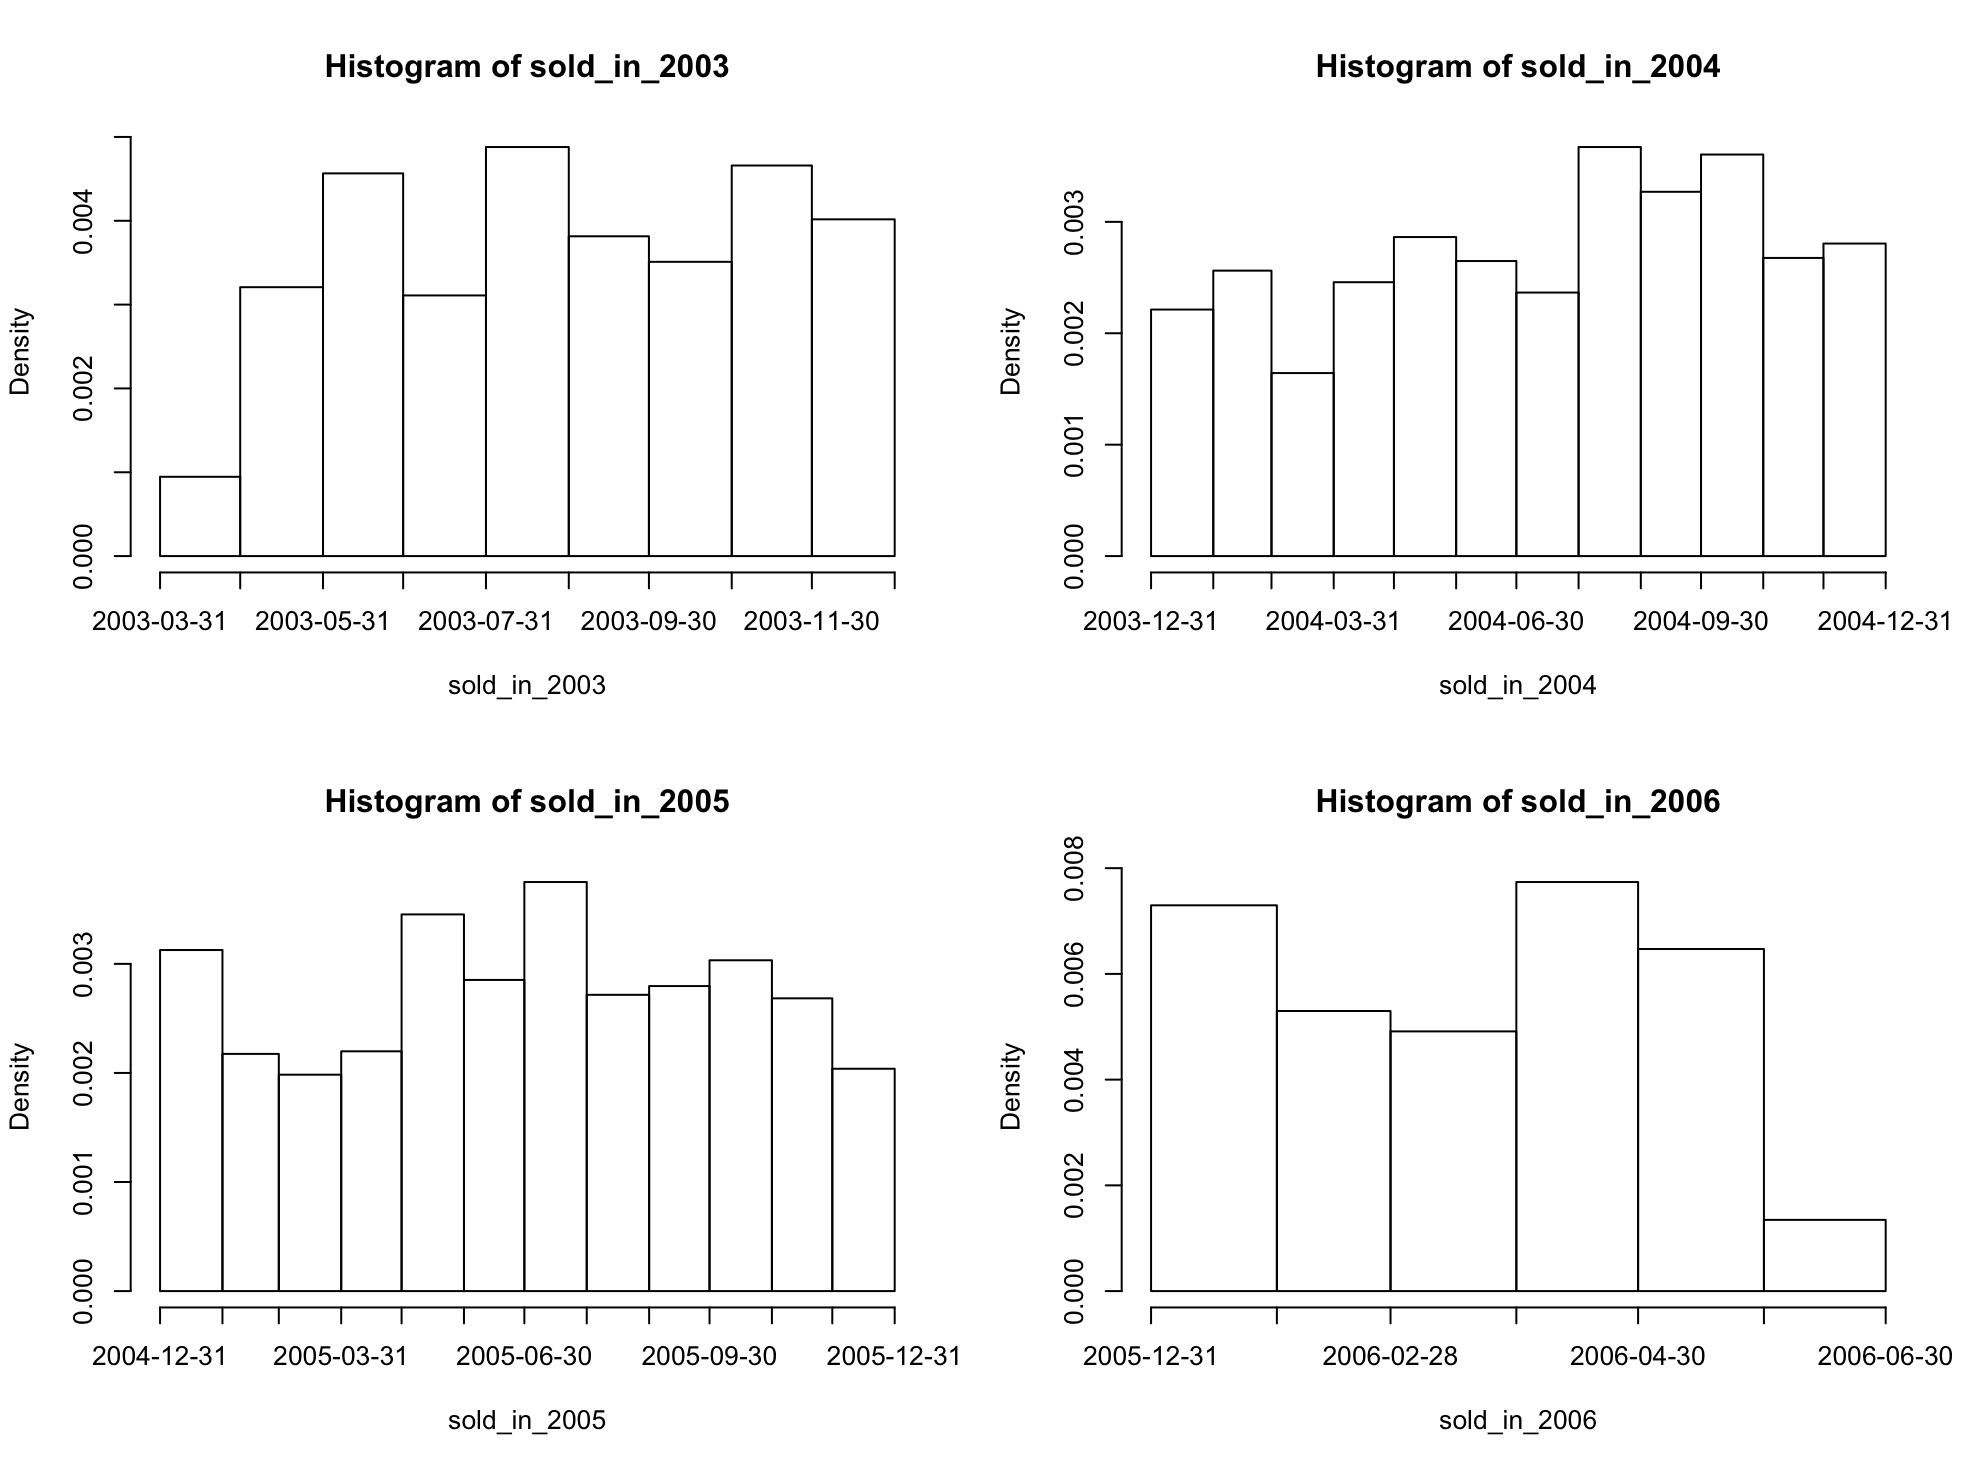 Histogram of sold_in_2003
Density
0.000 0.002 0.004
2003-03-31 2003-05-31 2003-07-31 2003-09-30 2003-11-30
sold_in_2003
Histogram of sold_in_2004
Density
0.000 0.001 0.002 0.003
2003-12-31 2004-03-31 2004-06-30 2004-09-30 2004-12-31
sold_in_2004
Histogram of sold_in_2005
Density
0.000 0.001 0.002 0.003
2004-12-31 2005-03-31 2005-06-30 2005-09-30 2005-12-31
sold_in_2005
Histogram of sold_in_2006
Density
0.000 0.002 0.004 0.006 0.008
2005-12-31 2006-02-28 2006-04-30 2006-06-30
sold_in_2006